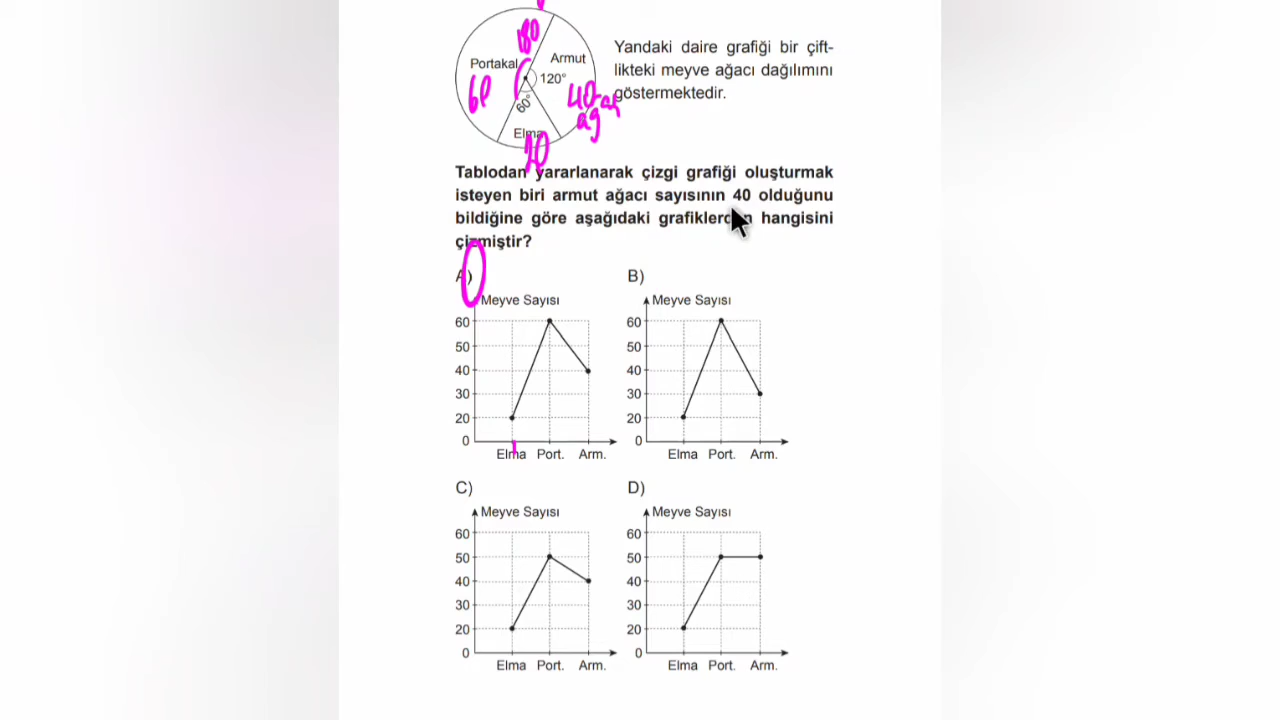 180
Portakal
Armut
120°
60
60°
40
ağaç
Elma
20
Yandaki daire grafiği bir çift-
likteki meyve ağacı dağılımını
göstermektedir.
Tablodan yararlanarak çizgi grafiği oluşturmak
isteyen biri armut ağacı sayısının 40 olduğunu
bildiğine göre aşağıdaki grafiklerden hangisini
çizmiştir?
A)
Meyve Sayısı
60
50
40
30
20
0
Elma Port. Arm.
B)
Meyve Sayısı
60
50
40
30
20
0
Elma Port. Arm.
C)
Meyve Sayısı
60
50
40
30
20
0
Elma Port. Arm.
D)
Meyve Sayısı
60
50
40
30
20
0
Elma Port. Arm.